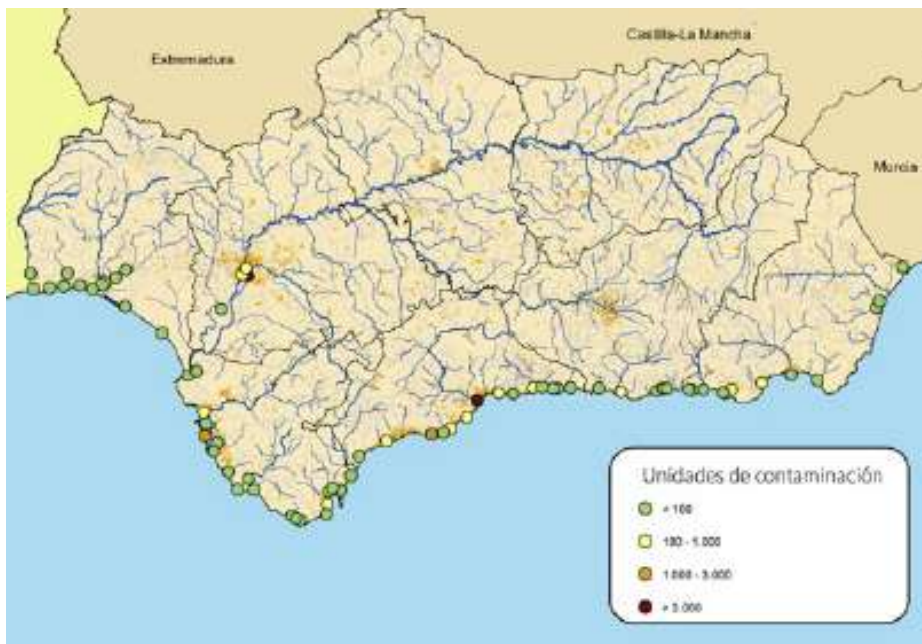 Castilla-La Mancha
Extremadura
Murcia
Unidades de contaminación
< 100
100 - 1.000
1.000 - 3.000
> 3.000